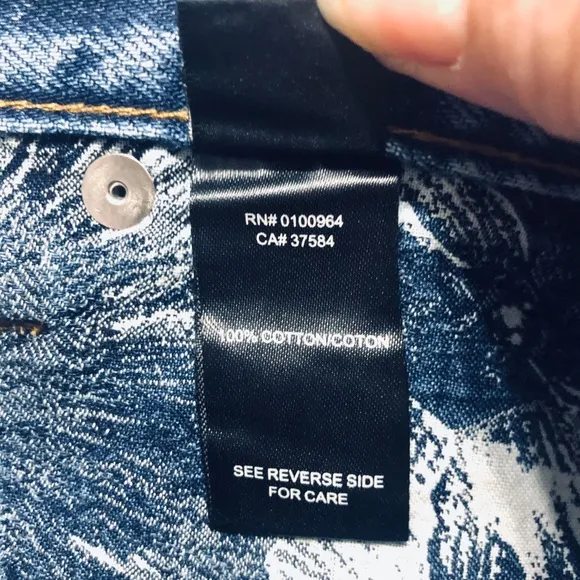 RN# 0100964
CA# 37584
100% COTTON/COTON
SEE REVERSE SIDE
FOR CARE